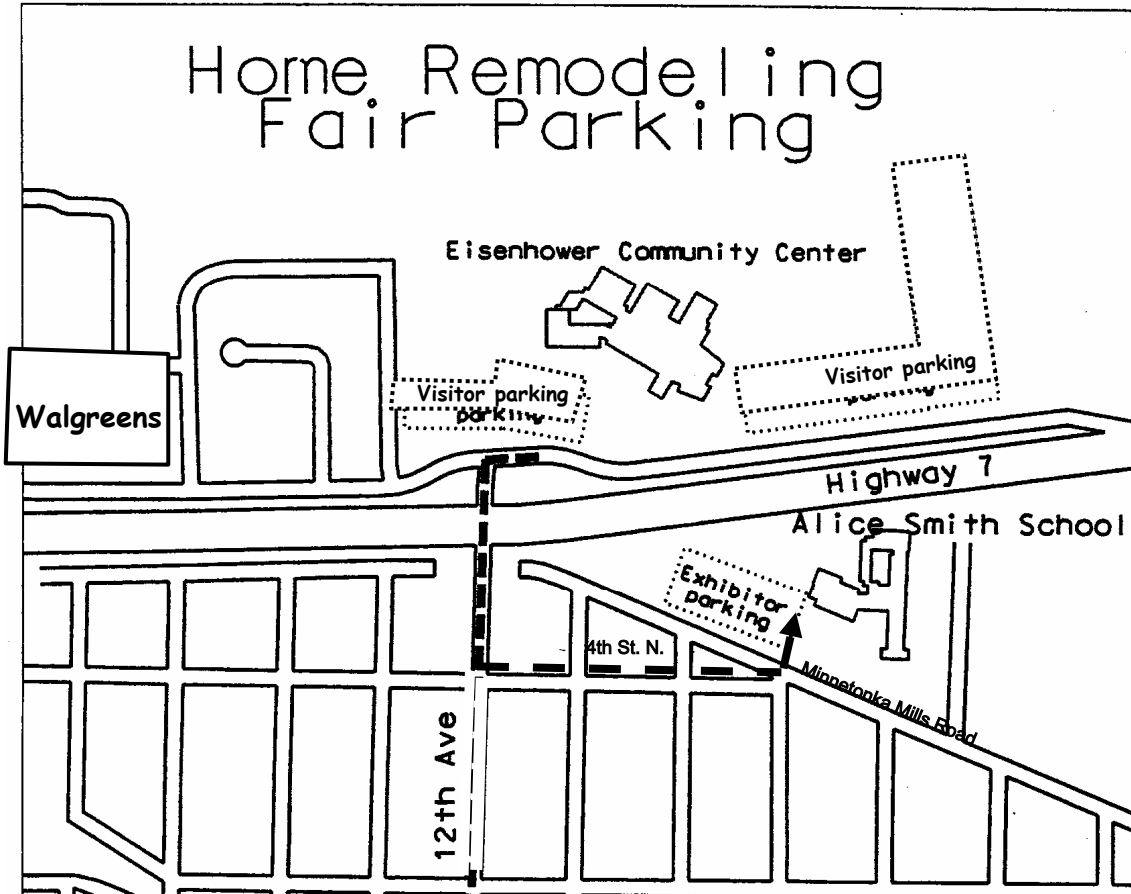 Home Remodeling
Fair Parking
Eisenhower Community Center
Visitor parking
Visitor parking
parking
Walgreens
Highway 7
Alice Smith School
Exhibitor
parking
4th St. N.
Minnetonka Mills Road
12th Ave